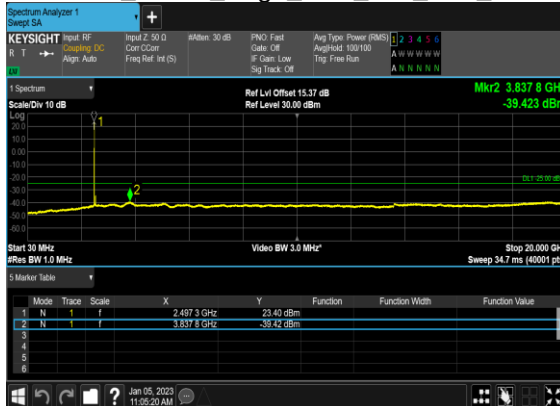 Spectrum Analyzer 1
Swept SA
+
KEYSIGHT
R T
LU
Input: RF
Coupling: DC
Align: Auto
Input Z: 50 Ω
Corr CCorr
Freq Ref: Int (S)
#Atten: 30 dB
PNO: Fast
Gate: Off
IF Gain: Low
Sig Track: Off
Avg Type: Power (RMS)
Avg|Hold: 100/100
Trig: Free Run
1 2 3 4 5 6
A W W W W W
A N N N N N
1 Spectrum
Scale/Div 10 dB
Ref Lvl Offset 15.37 dB
Ref Level 30.00 dBm
Mkr2 3.837 8 GH
-39.423 dBr
Log
20.0
10.0
0.00
-10.0
-20.0
-30.0
-40.0
-50.0
-60.0
1
2
DL1 -25.00 dB
Start 30 MHz
#Res BW 1.0 MHz
Video BW 3.0 MHz*
Stop 20.000 GH
Sweep 34.7 ms (40001 pt
5 Marker Table
Mode Trace Scale X Y Function Function Width Function Value
1 N 1 f 2.497 3 GHz 23.40 dBm
2 N 1 f 3.837 8 GHz -39.42 dBm
3
4
5
6
?
Jan 05, 2023
11:05:20 AM